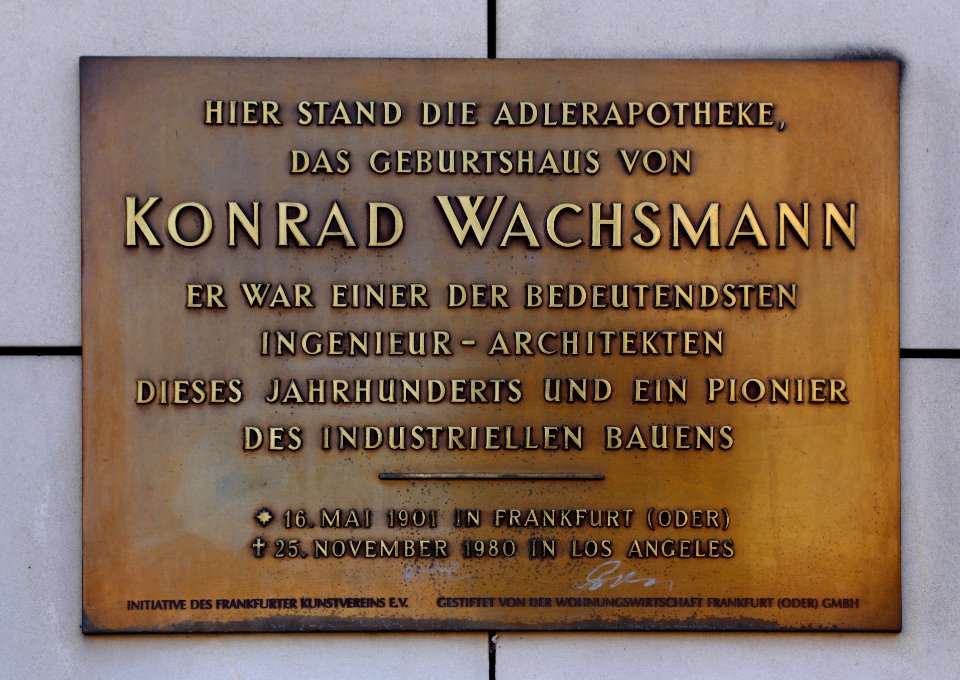 HIER STAND DIE ADLERAPOTHEKE,
DAS GEBURTSHAUS VON
KONRAD WACHSMANN
ER WAR EINER DER BEDEUTENDSTEN
INGENIEUR-ARCHITEKTEN
DIESES JAHRHUNDERTS UND EIN PIONIER
DES INDUSTRIELLEN BAUENS
* 16. MAI 1901 IN FRANKFURT (ODER)
† 25. NOVEMBER 1980 IN LOS ANGELES
INITIATIVE DES FRANKFURTER KUNSTVEREINS E.V. GESTIFTET VON DER WOHNUNGSWIRTSCHAFT FRANKFURT (ODER) GMBH